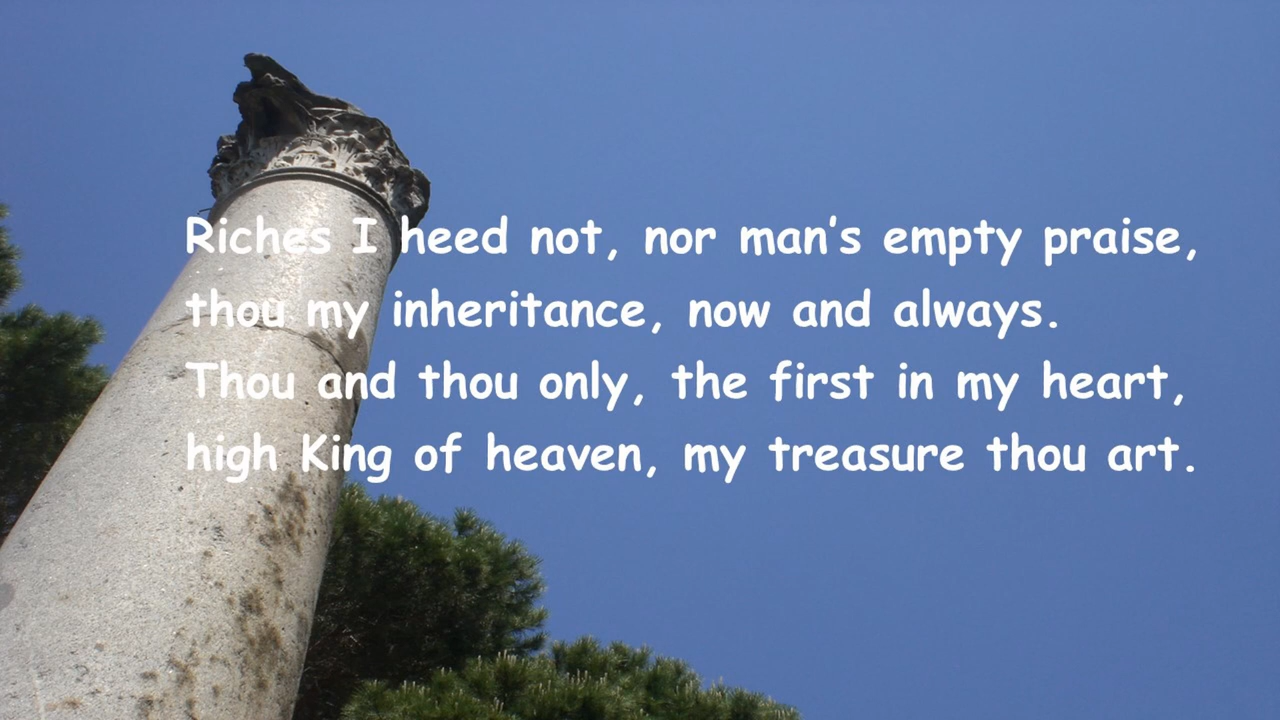 Riches I heed not, nor man's empty praise,
thou my inheritance, now and always.
Thou and thou only, the first in my heart,
high King of heaven, my treasure thou art.